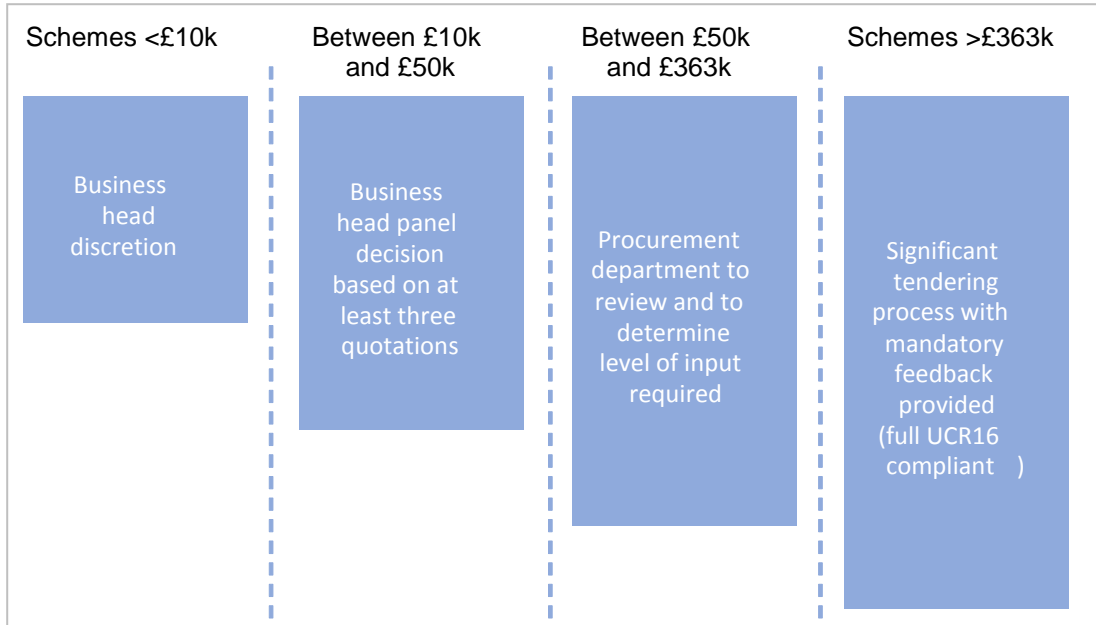 Schemes <£10k
Business
head
discretion
Between £10k
and £50k
Business
head panel
decision
based on at
least three
quotations
Between £50k
and £363k
Procurement
department to
review and to
determine
level of input
required
Schemes >£363k
Significant
tendering
process with
mandatory
feedback
provided
(full UCR16
compliant )